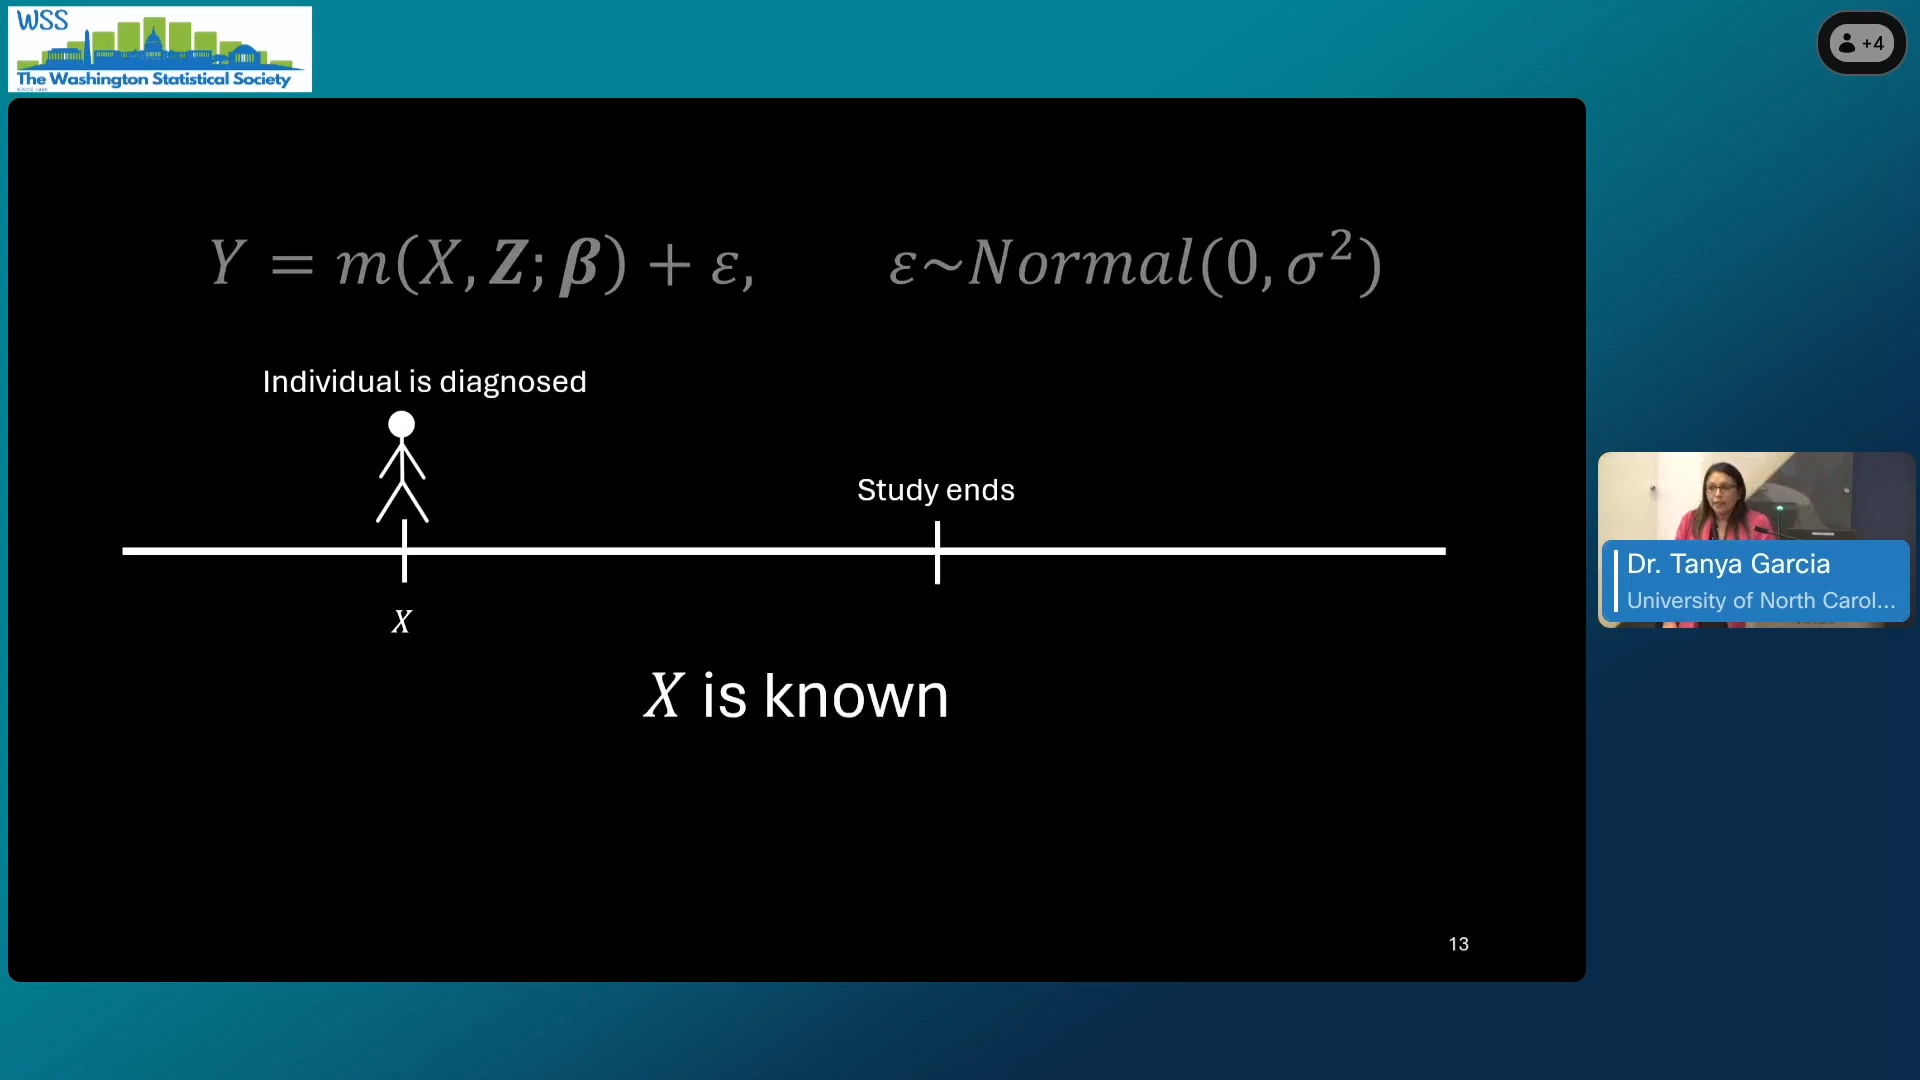 WSS
The Washington Statistical Society
+4
Y = m(X, Z; β) + ε, ε~Normal(0, σ²)
Individual is diagnosed
Study ends
X
X is known
13
Dr. Tanya Garcia
University of North Carol...